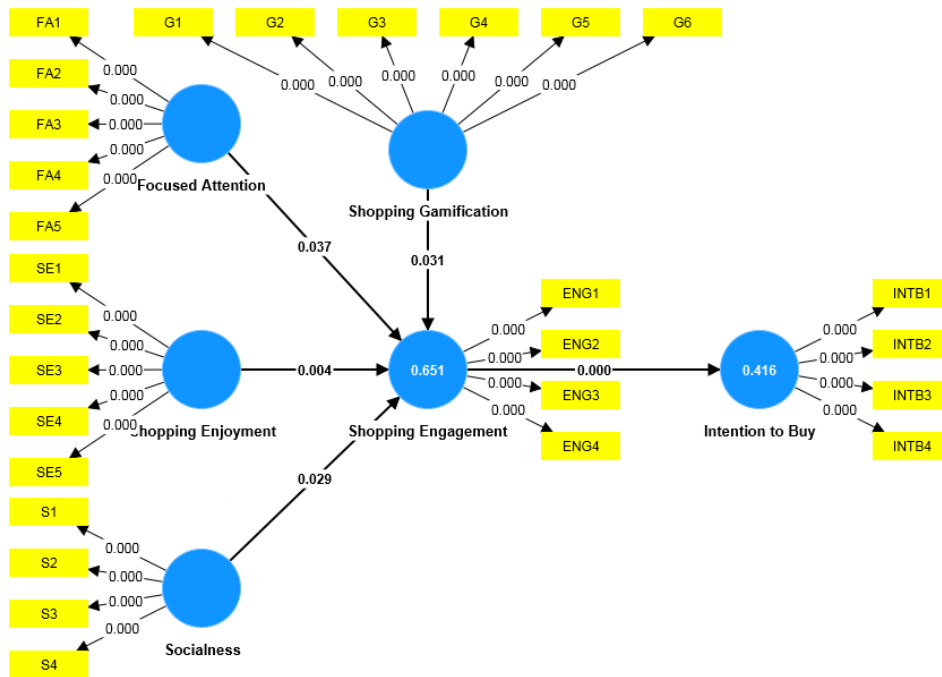 FA1 G1 G2 G3 G4 G5 G6
0.000
FA2
0.000 0.000 0.000 0.000 0.000 0.000
0.000
FA3
0.000
0.000
FA4
0.000
Focused Attention
Shopping Gamification
FA5
0.037
0.031
SE1
0.000
SE2
0.000
SE3
0.000
0.000
SE4
0.000
Shopping Enjoyment
SE5
0.004
ENG1
0.000
ENG2
0.000
0.651
0.000
ENG3
0.000
Shopping Engagement
ENG4
0.000
INTB1
0.000
INTB2
0.000
0.416
0.000
INTB3
0.000
Intention to Buy
INTB4
0.029
S1
0.000
S2
0.000
S3
0.000
0.000
S4
Socialness